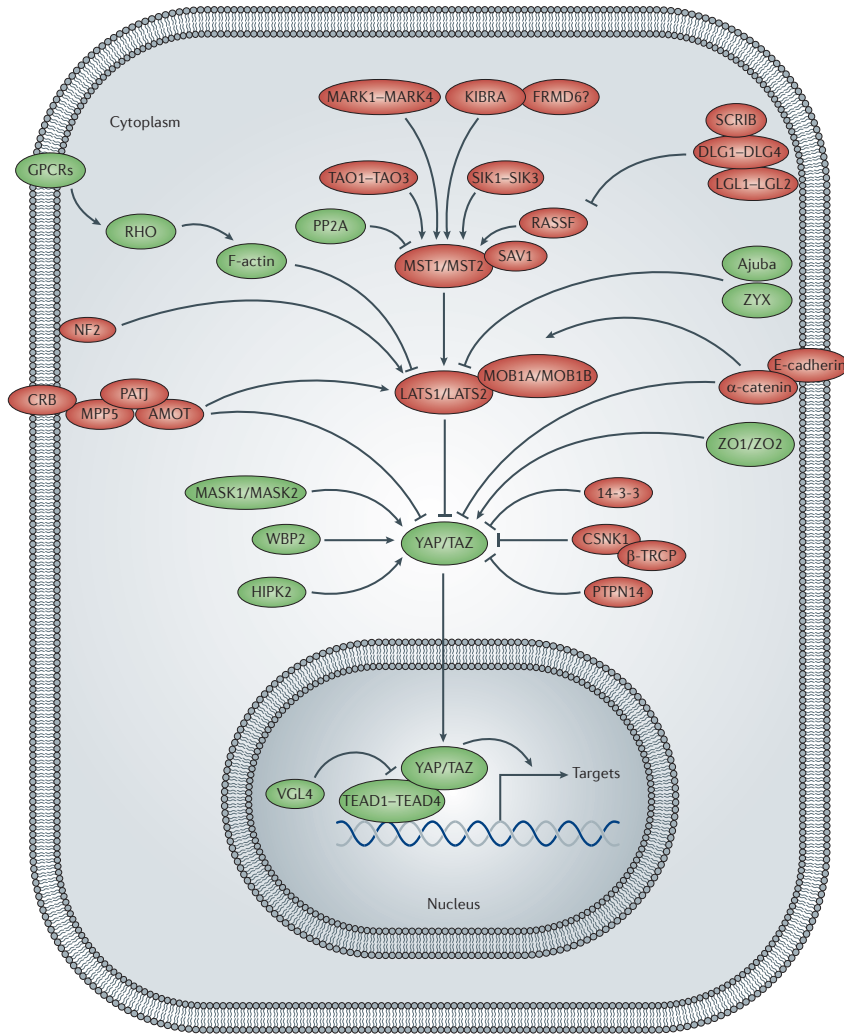 MARK1–MARK4
KIBRA
FRMD6?
Cytoplasm
SCRIB
DLG1–DLG4
LGL1–LGL2
GPCRs
TAO1–TAO3
SIK1–SIK3
RHO
PP2A
RASSF
F-actin
MST1/MST2
SAV1
Ajuba
ZYX
NF2
E-cadherin
α-catenin
MOB1A/MOB1B
LATS1/LATS2
CRB
PATJ
MPP5
AMOT
ZO1/ZO2
MASK1/MASK2
14-3-3
WBP2
YAP/TAZ
CSNK1
β-TRCP
HIPK2
PTPN14
YAP/TAZ
Targets
VGL4
TEAD1–TEAD4
Nucleus